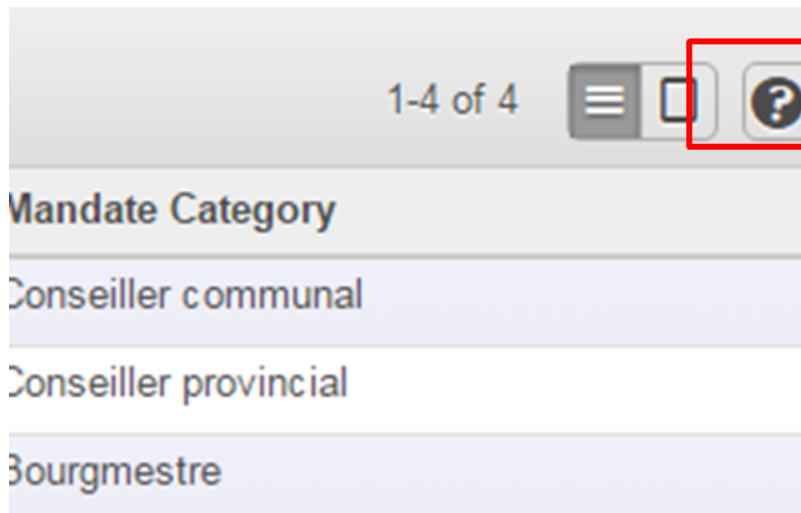 1-4 of 4
Mandate Category
Conseiller communal
Conseiller provincial
Bourgmestre